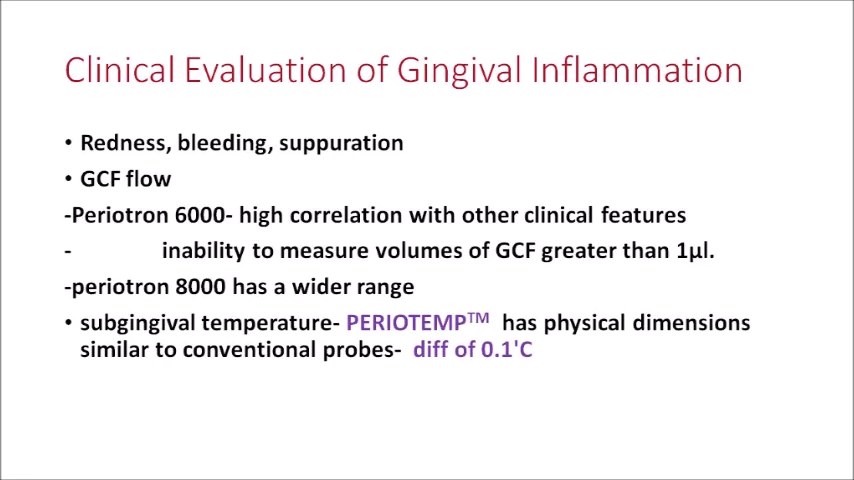 Clinical Evaluation of Gingival Inflammation
• Redness, bleeding, suppuration
• GCF flow
-Periotron 6000- high correlation with other clinical features
- inability to measure volumes of GCF greater than 1µl.
-periotron 8000 has a wider range
• subgingival temperature- PERIOTEMP™ has physical dimensions
similar to conventional probes- diff of 0.1'C